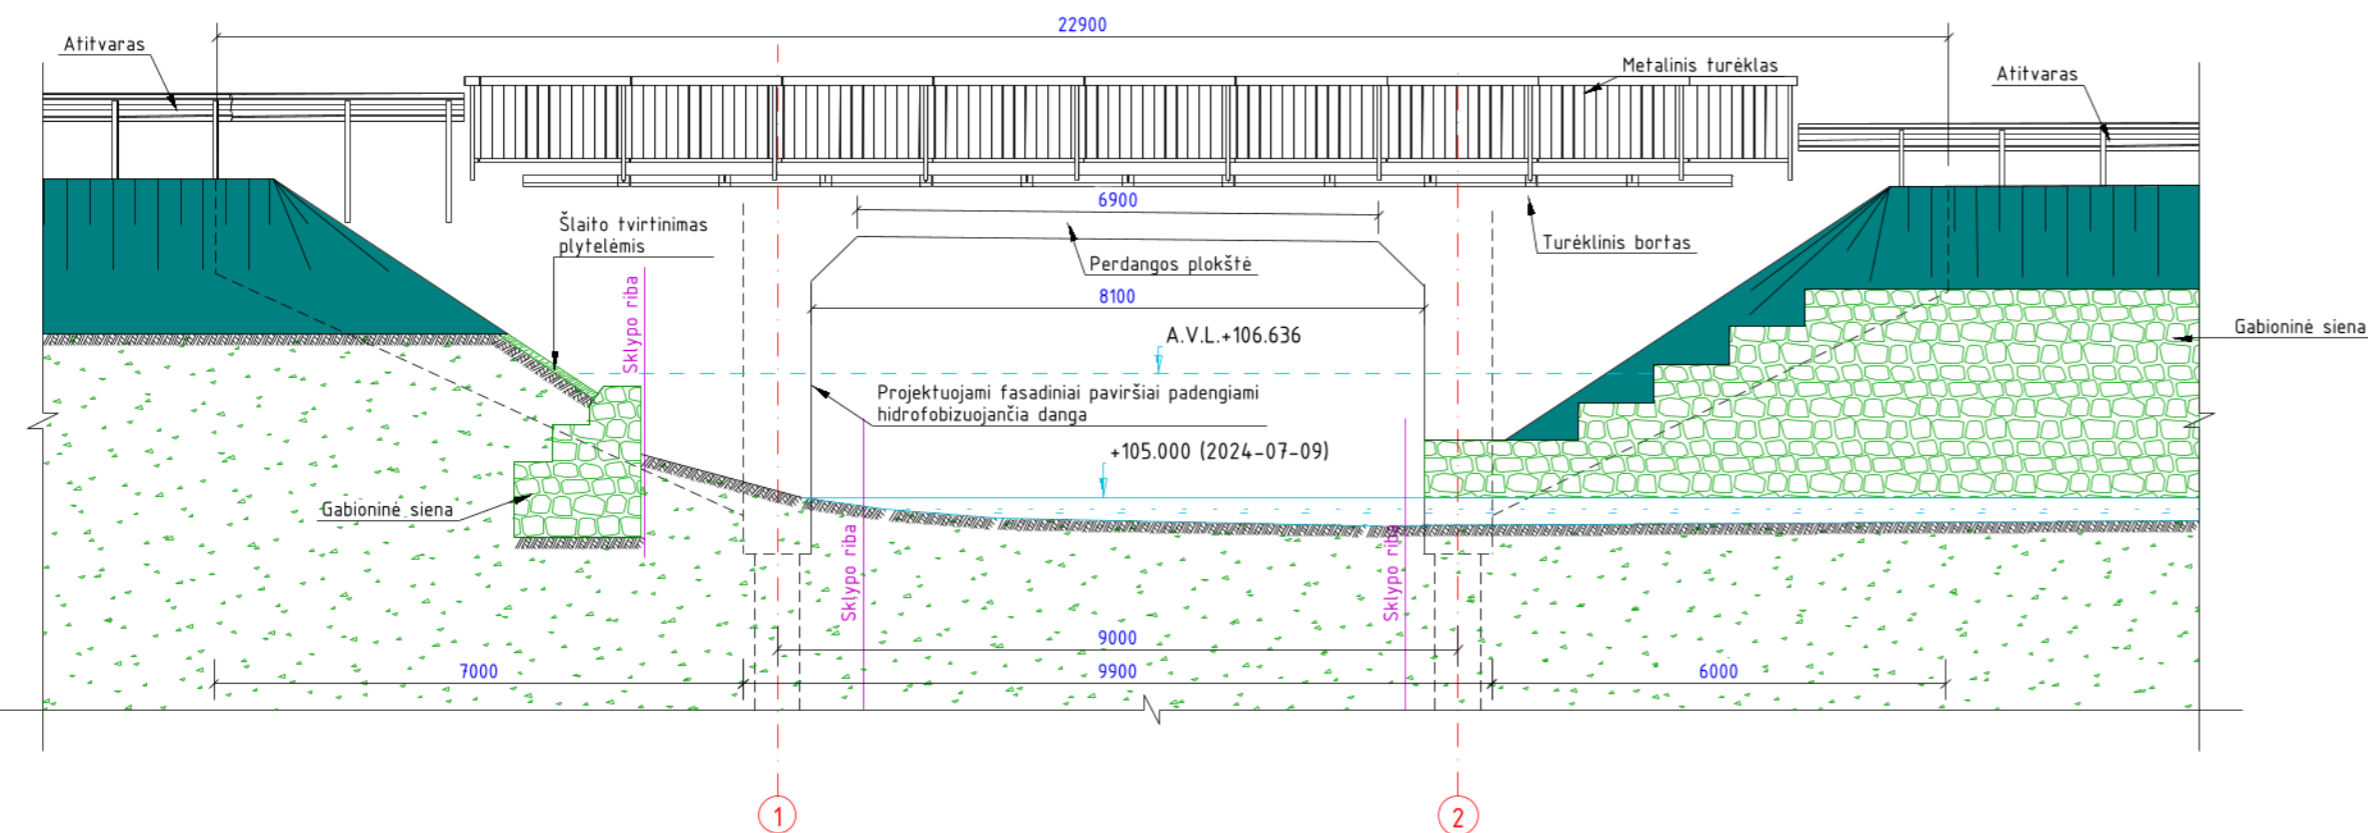 22900
Atitvaras
Metalinis turėklas
Atitvaras
6900
Šlaito tvirtinimas
plytelėmis
Turėklinis bortas
Perdangos plokštė
Sklypo riba
8100
A.V.L.+106.636
Gabioninė siena
Projektuojami fasadiniai paviršiai padengiami
hidrofobizuojančia danga
+105.000 (2024-07-09)
Gabioninė siena
Sklypo riba
Sklypo riba
9000
7000
9900
6000
1
2